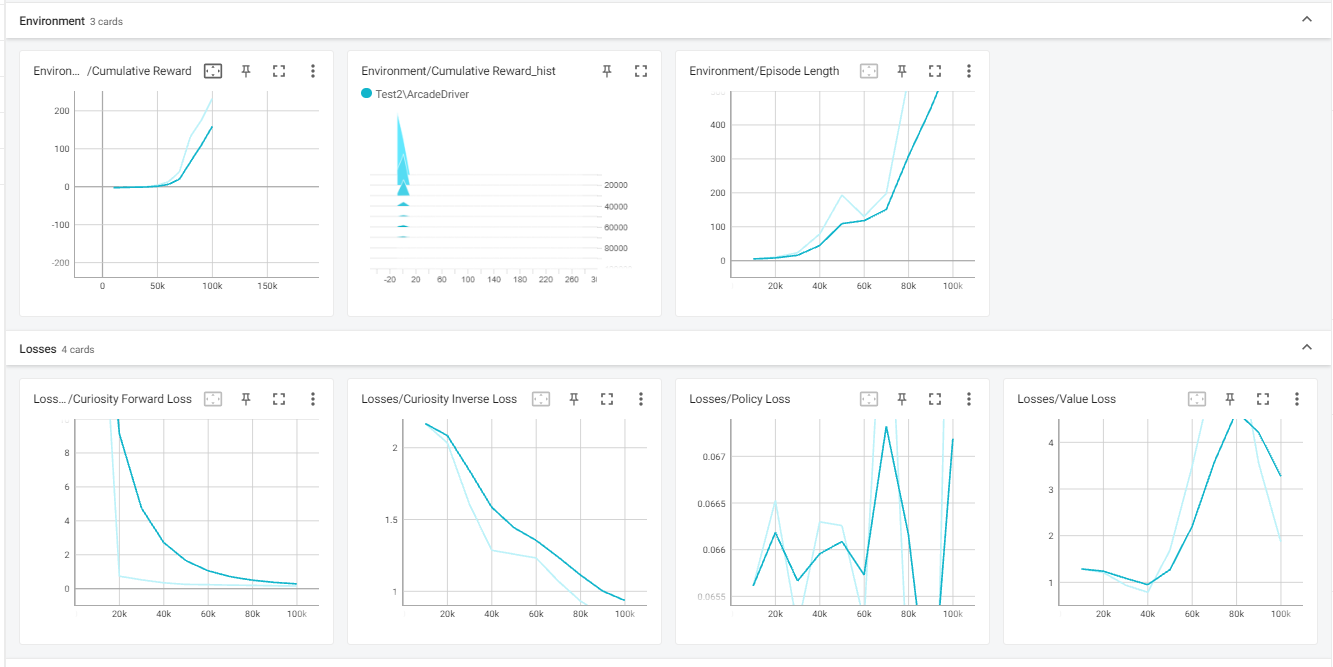 Environment 3 cards
Environ... /Cumulative Reward
200
100
0
-100
-200
0 50k 100k 150k
Environment/Cumulative Reward_hist
Test2\ArcadeDriver
20000
40000
60000
80000
-20 20 60 100 140 180 220 260
Environment/Episode Length
400
300
200
100
0
20k 40k 60k 80k 100k
Losses 4 cards
Loss... /Curiosity Forward Loss
8
6
4
2
0
20k 40k 60k 80k 100k
Losses/Curiosity Inverse Loss
2
1.5
1
20k 40k 60k 80k 100k
Losses/Policy Loss
0.067
0.0665
0.066
0.0655
20k 40k 60k 80k 100k
Losses/Value Loss
4
3
2
1
20k 40k 60k 80k 100k